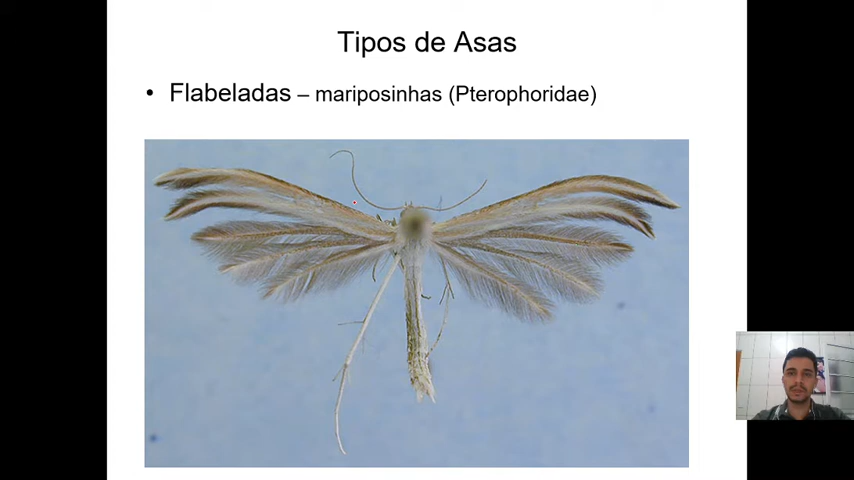 Tipos de Asas
• Flabeladas – mariposinhas (Pterophoridae)